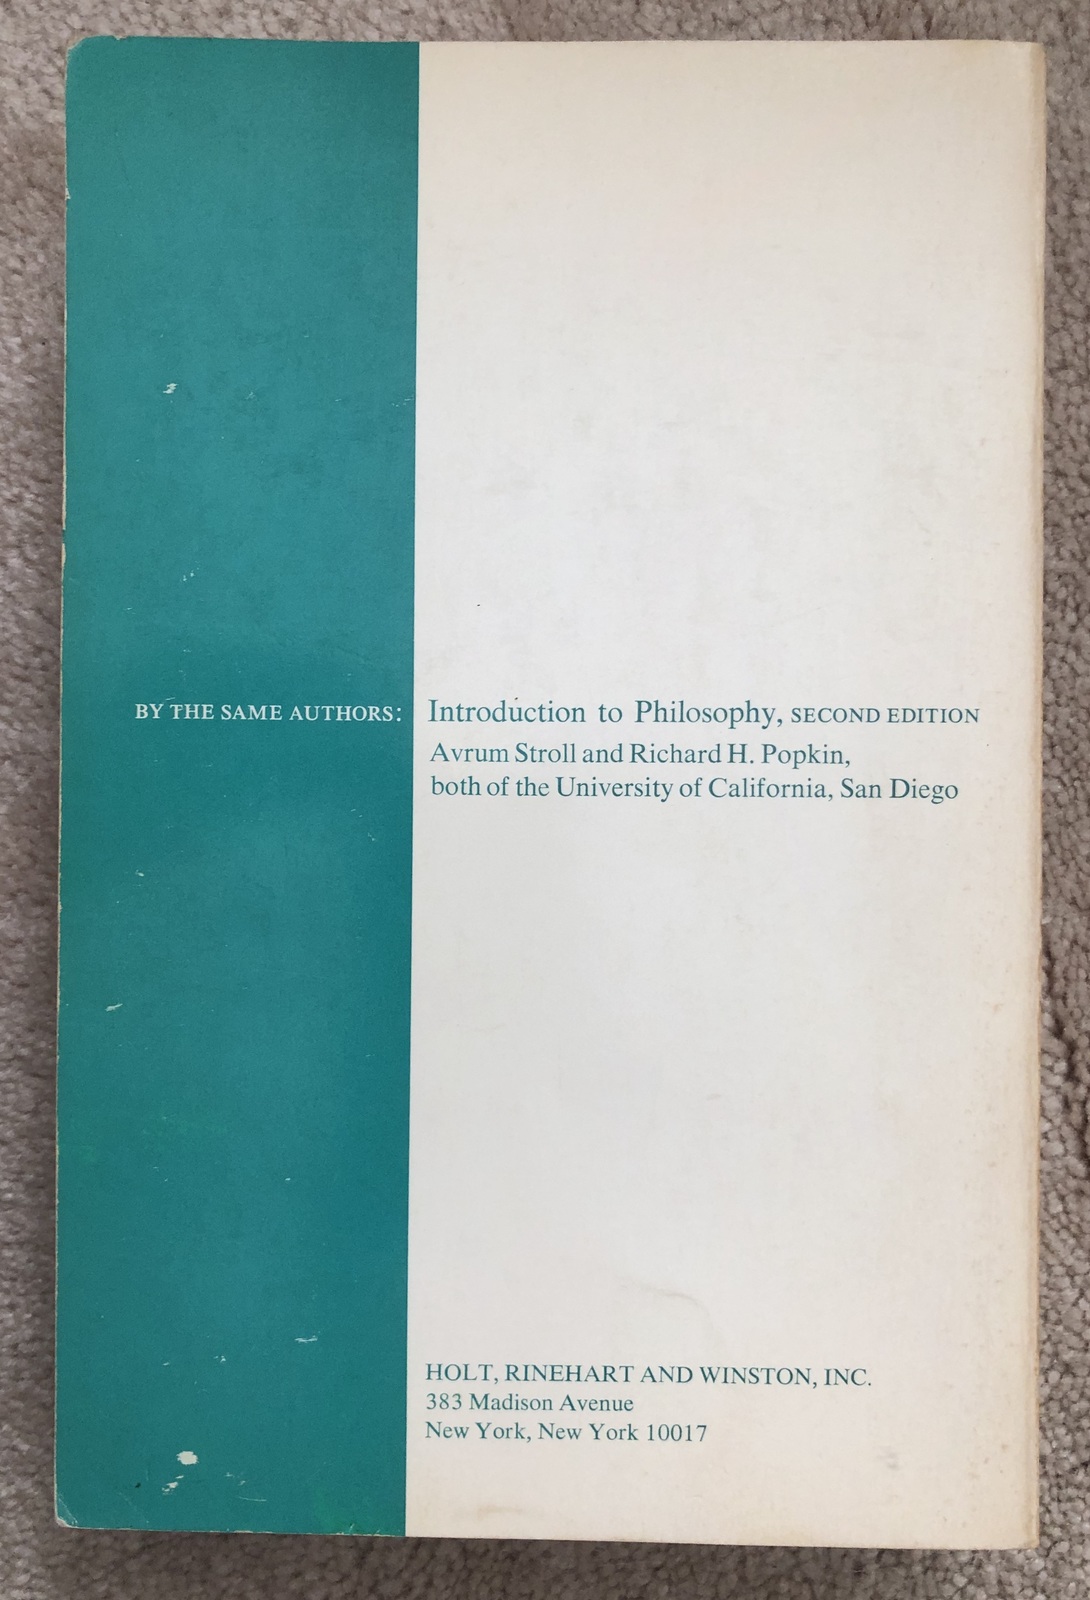 BY THE SAME AUTHORS: Introduction to Philosophy, SECOND EDITION
Avrum Stroll and Richard H. Popkin,
both of the University of California, San Diego
HOLT, RINEHART AND WINSTON, INC.
383 Madison Avenue
New York, New York 10017